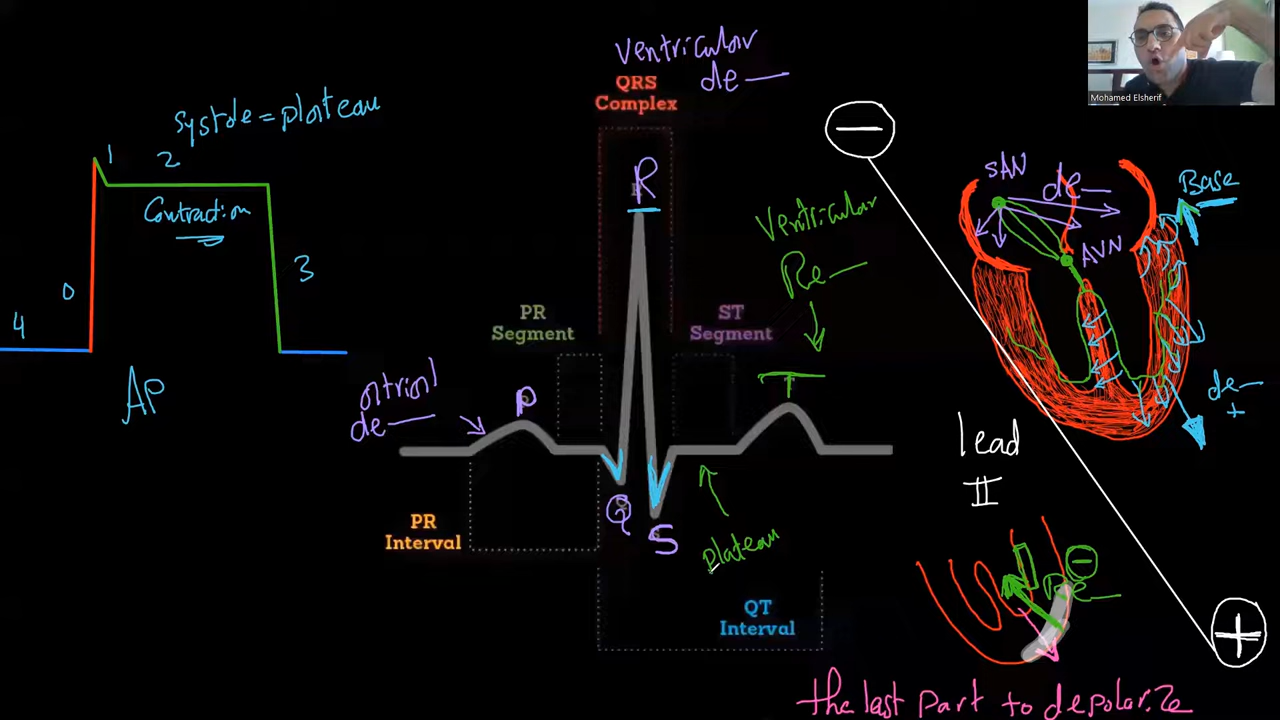 Ventricular
de—
QRS
Complex
Mohamed Elsherif
Systole = plateau
1
2
Contraction
0
3
4
AP
R
Ventricular
Re—
SAN
de—
Base
AVN
PR
Segment
ST
Segment
atrial
de—
P
T
de—
+
lead
II
Q
S
PR
Interval
plateau
QT
Interval
−
Re—
−
+
the last part to depolarize